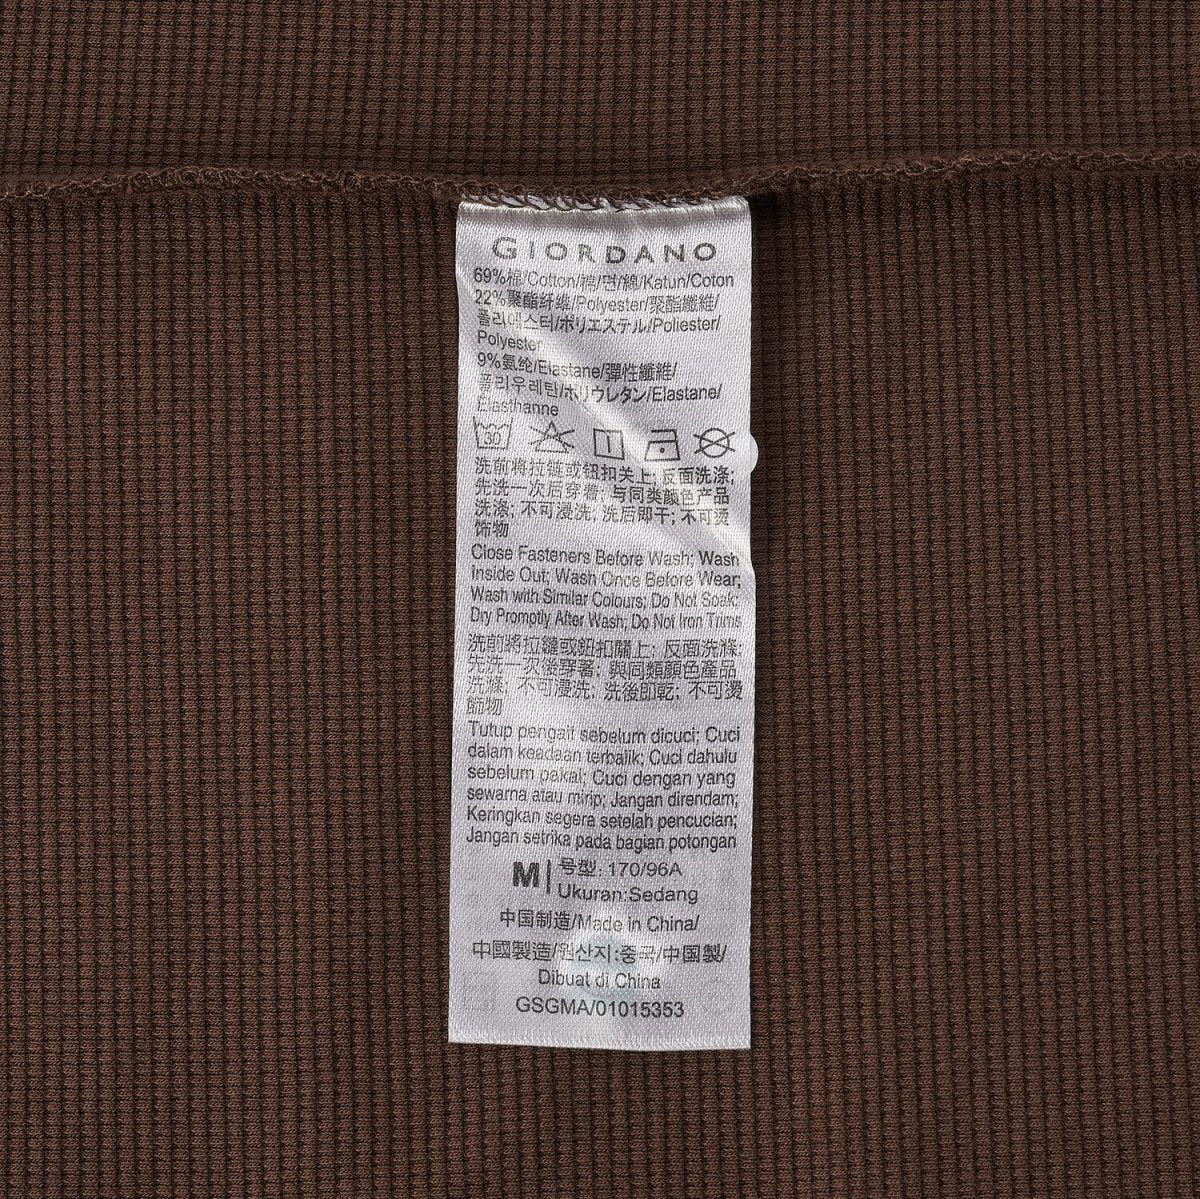 GIORDANO
69%棉/Cotton/棉/면/綿/Katun/Coton
22%聚酯纤维/Polyester/聚酯纖維/
폴리에스터/ポリエステル/Poliester/
Polyester
9%氨纶/Elastane/彈性纖維/
폴리우레탄/ポリウレタン/Elastane/
Elasthanne
30
洗前将拉链或钮扣关上; 反面洗涤;
先洗一次后穿着; 与同类颜色产品
洗涤; 不可浸洗; 洗后即干; 不可烫
饰物
Close Fasteners Before Wash; Wash
Inside Out; Wash Once Before Wear;
Wash with Similar Colours; Do Not Soak;
Dry Promptly After Wash; Do Not Iron Trims
洗前將拉鏈或鈕扣關上; 反面洗滌;
先洗一次後穿著; 與同類顏色產品
洗滌; 不可浸洗; 洗後即乾; 不可燙
飾物
Tutup pengait sebelum dicuci; Cuci
dalam keadaan terbalik; Cuci dahulu
sebelum pakai; Cuci dengan yang
sewarna atau mirip; Jangan direndam;
Keringkan segera setelah pencucian;
Jangan setrika pada bagian potongan
M 号型: 170/96A
Ukuran:Sedang
中国制造/Made in China/
中國製造/원산지:중국/中国製/
Dibuat di China
GSGMA/01015353